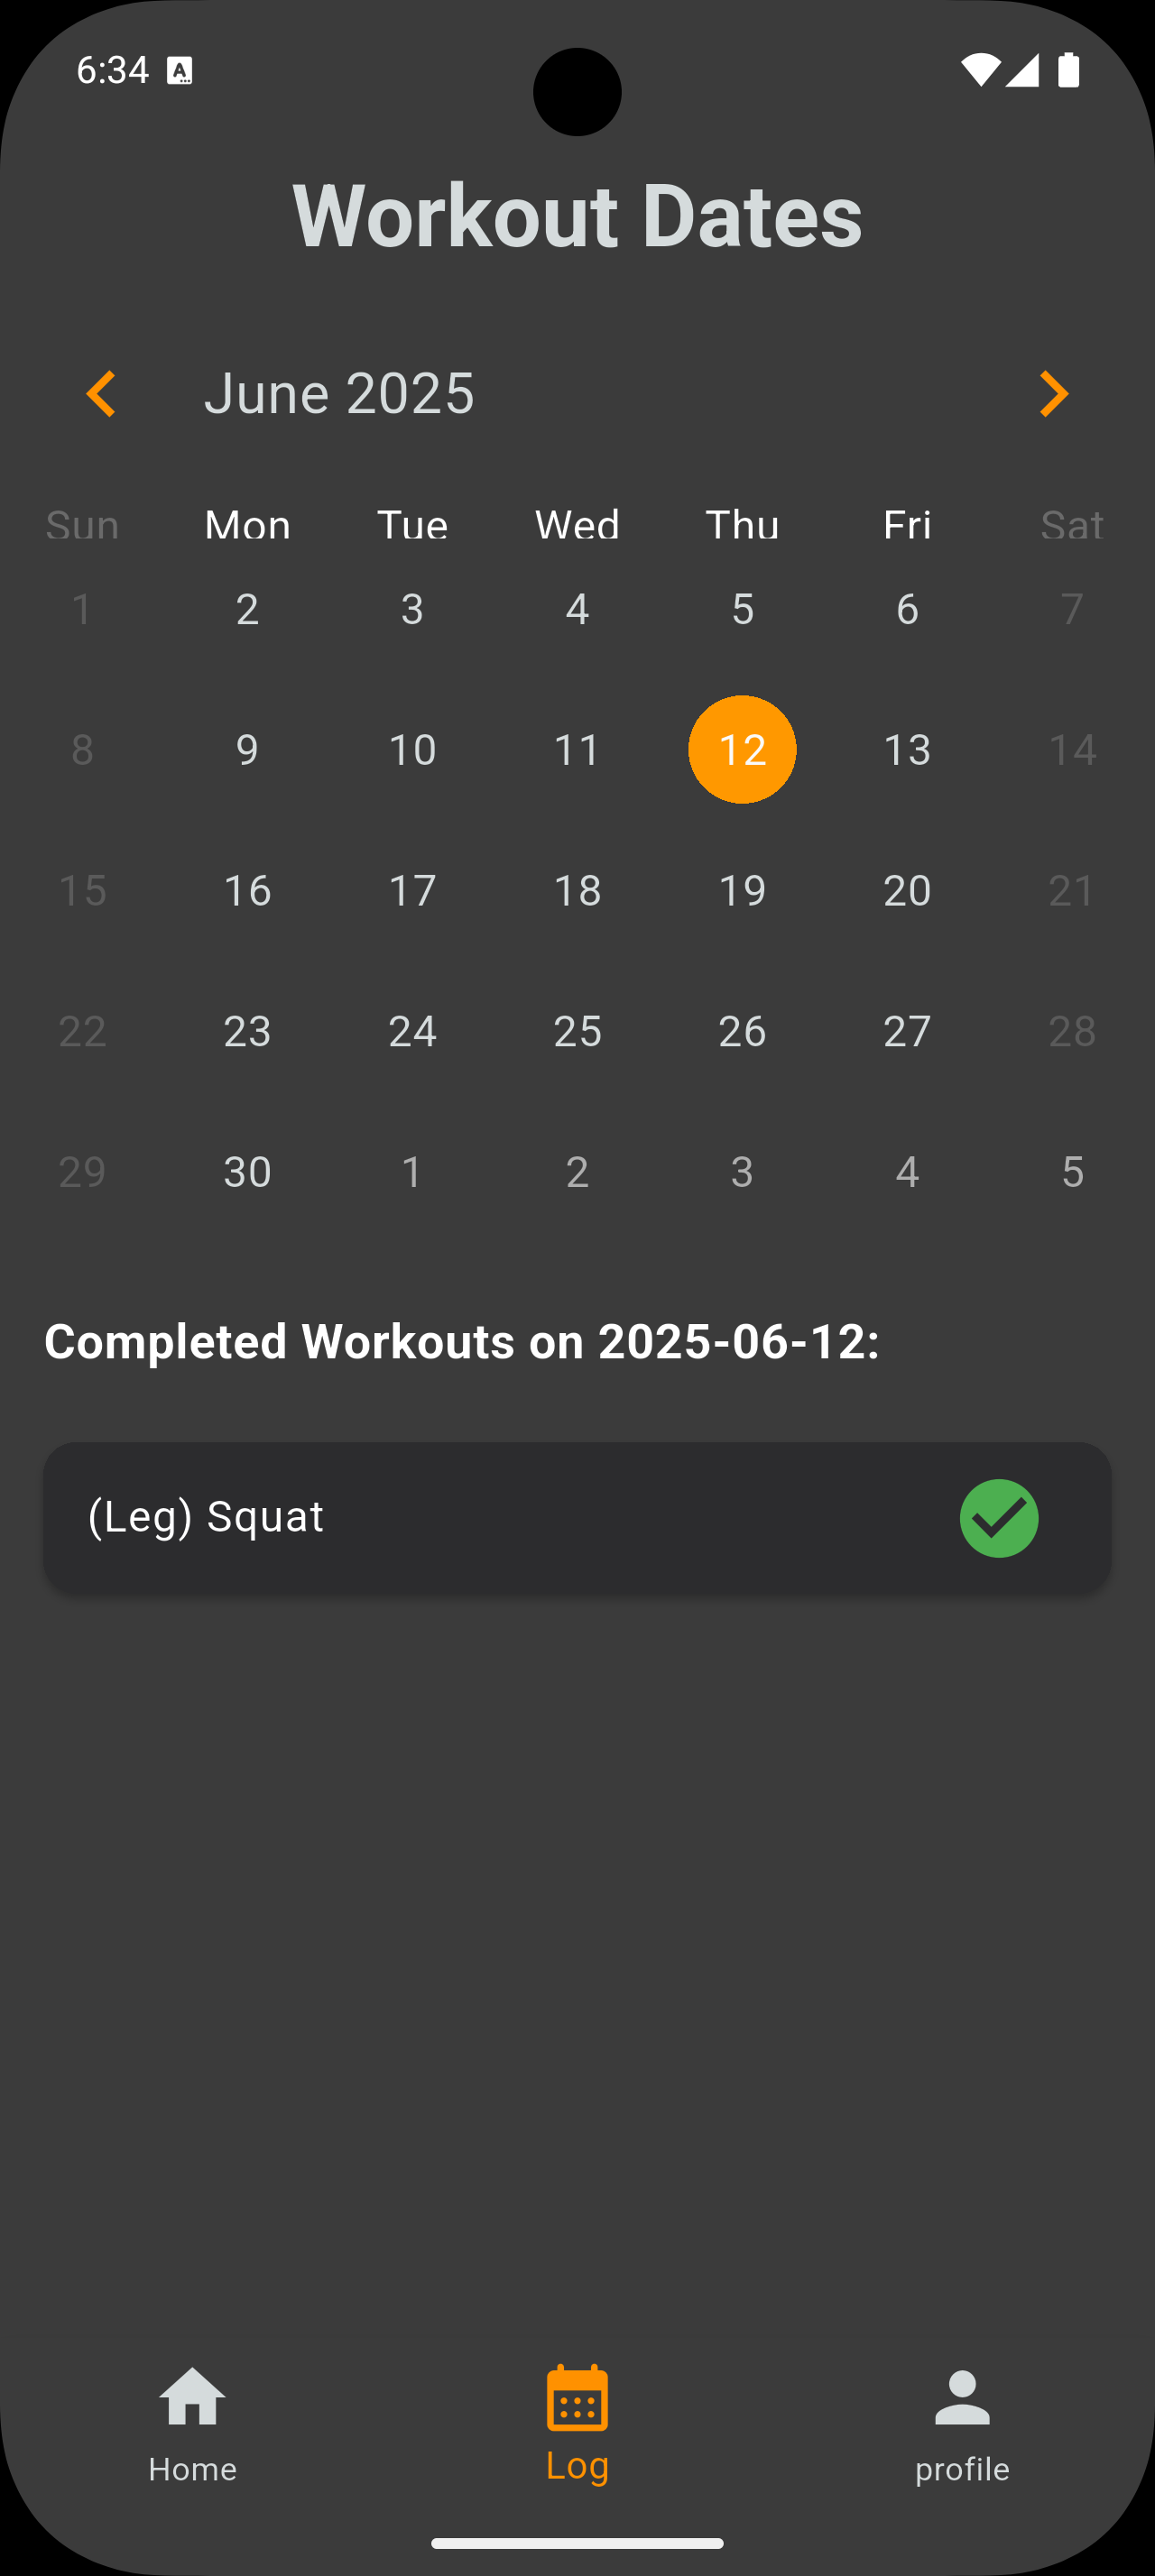 6:34
Workout Dates
June 2025
Sun Mon Tue Wed Thu Fri Sat
1 2 3 4 5 6 7
8 9 10 11 12 13 14
15 16 17 18 19 20 21
22 23 24 25 26 27 28
29 30 1 2 3 4 5
Completed Workouts on 2025-06-12:
(Leg) Squat
Home Log profile